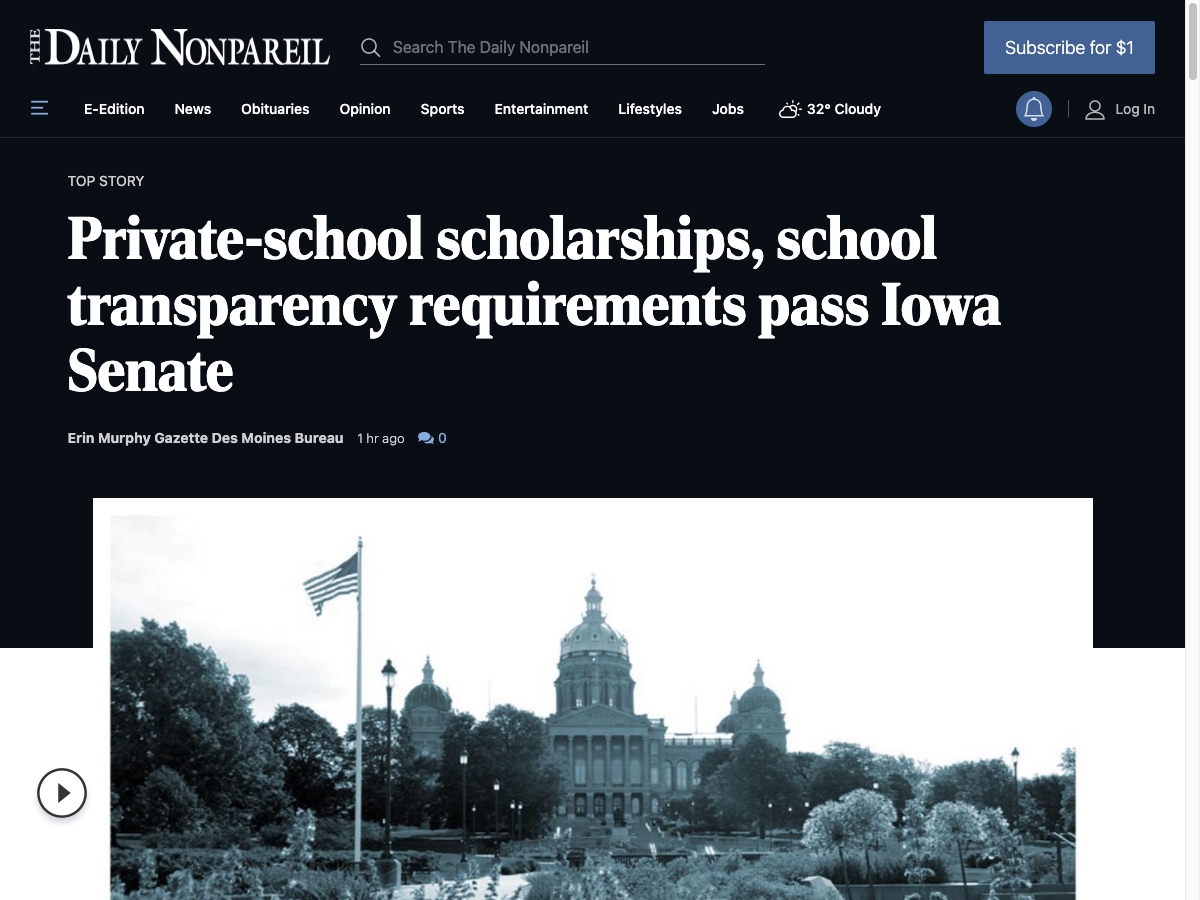 THE DAILY NONPAREIL
Search The Daily Nonpareil
Subscribe for $1
E-Edition News Obituaries Opinion Sports Entertainment Lifestyles Jobs 32° Cloudy Log In
TOP STORY
Private-school scholarships, school
transparency requirements pass Iowa
Senate
Erin Murphy Gazette Des Moines Bureau 1 hr ago 0